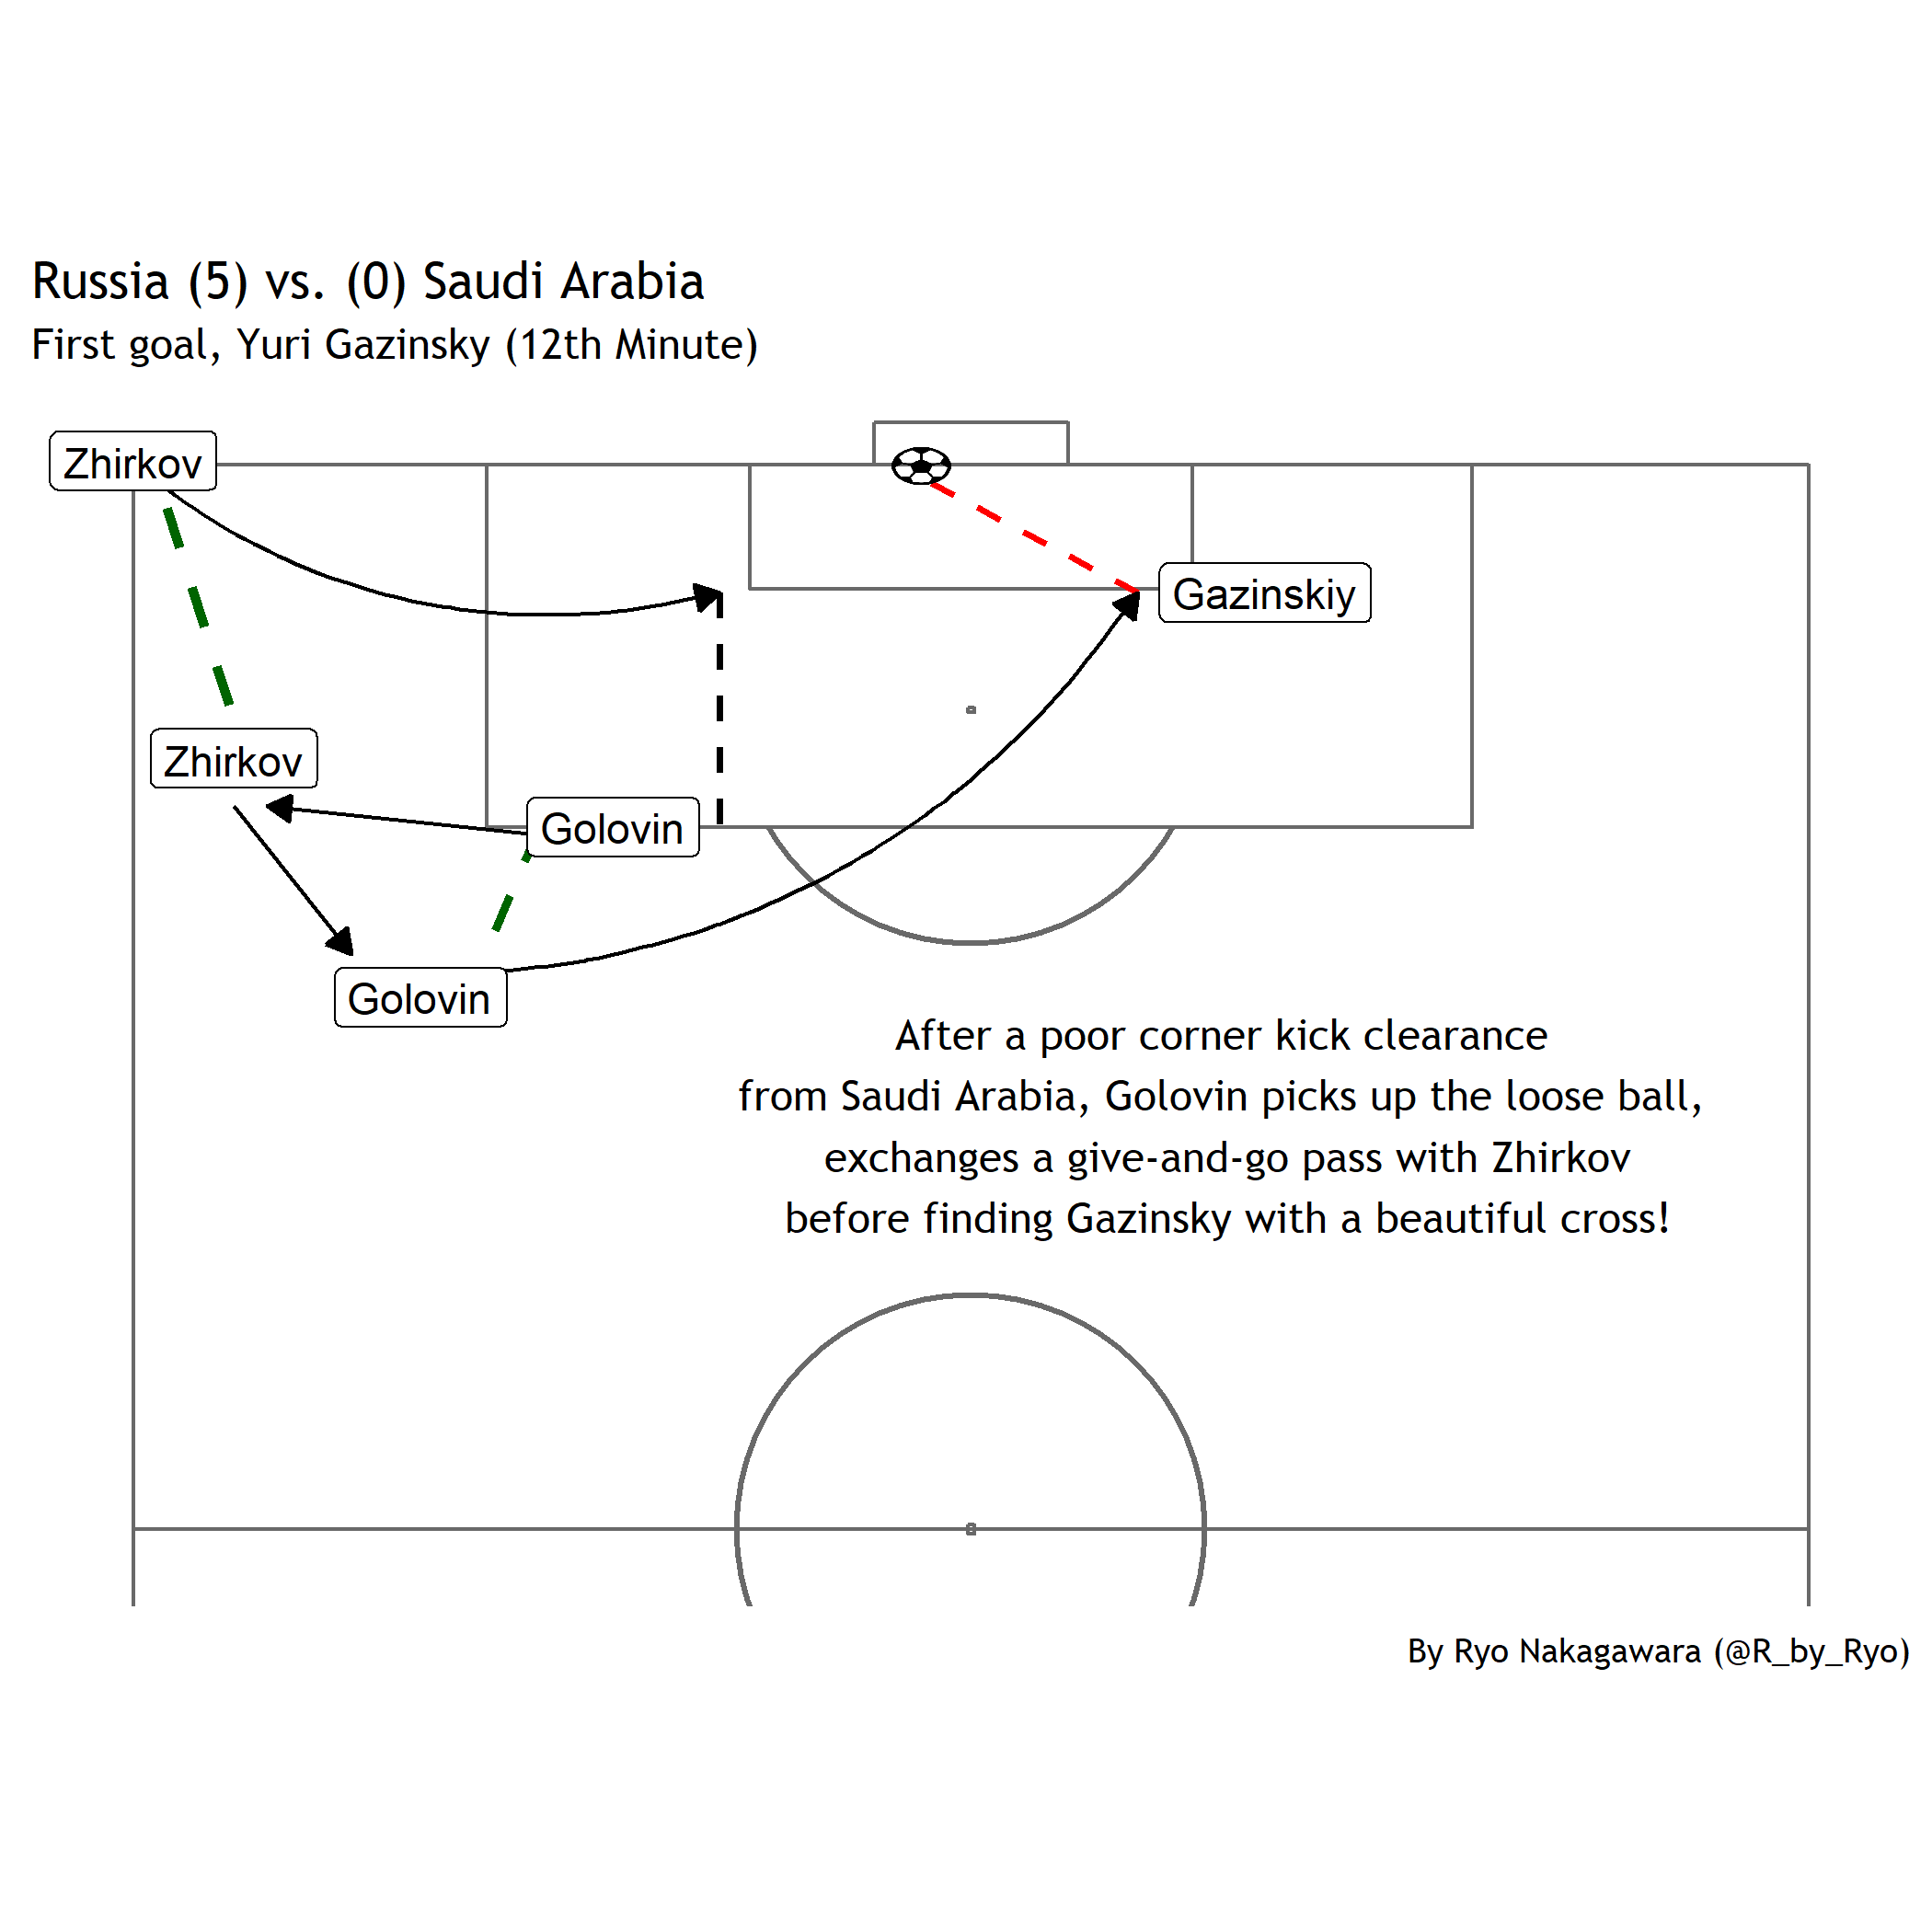 Russia (5) vs. (0) Saudi Arabia
First goal, Yuri Gazinsky (12th Minute)
Zhirkov
Gazinskiy
Zhirkov
Golovin
Golovin
After a poor corner kick clearance
from Saudi Arabia, Golovin picks up the loose ball,
exchanges a give-and-go pass with Zhirkov
before finding Gazinsky with a beautiful cross!
By Ryo Nakagawara (@R_by_Ryo)